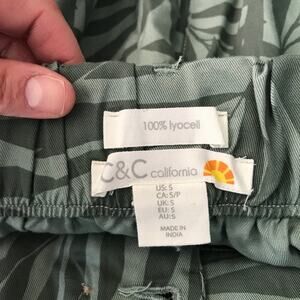 100% lyocell
C&C california
US: S
CA: S/P
UK: S
EU: S
AU: S
MADE IN
INDIA